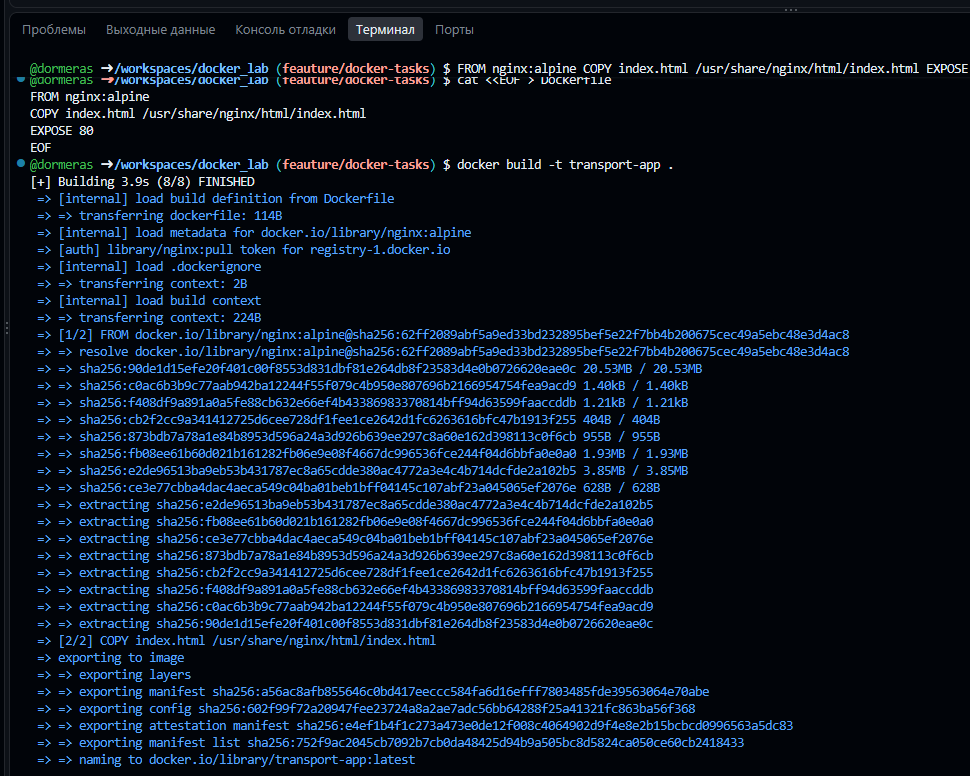 Проблемы Выходные данные Консоль отладки Терминал Порты
@dormeras ➜/workspaces/docker_lab (feauture/docker-tasks) $ FROM nginx:alpine COPY index.html /usr/share/nginx/html/index.html EXPOSE
@dormeras ➜/workspaces/docker_lab (feauture/docker-tasks) $ cat <<EOF > Dockerfile
FROM nginx:alpine
COPY index.html /usr/share/nginx/html/index.html
EXPOSE 80
EOF
@dormeras ➜/workspaces/docker_lab (feauture/docker-tasks) $ docker build -t transport-app .
[+] Building 3.9s (8/8) FINISHED
=> [internal] load build definition from Dockerfile
=> => transferring dockerfile: 114B
=> [internal] load metadata for docker.io/library/nginx:alpine
=> [auth] library/nginx:pull token for registry-1.docker.io
=> [internal] load .dockerignore
=> => transferring context: 2B
=> [internal] load build context
=> => transferring context: 224B
=> [1/2] FROM docker.io/library/nginx:alpine@sha256:62ff2089abf5a9ed33bd232895bef5e22f7bb4b200675cec49a5ebc48e3d4ac8
=> => resolve docker.io/library/nginx:alpine@sha256:62ff2089abf5a9ed33bd232895bef5e22f7bb4b200675cec49a5ebc48e3d4ac8
=> => sha256:90de1d15efe20f401c00f8553d831dbf81e264db8f23583d4e0b0726620eae0c 20.53MB / 20.53MB
=> => sha256:c0ac6b3b9c77aab942ba12244f55f079c4b950e807696b2166954754fea9acd9 1.40kB / 1.40kB
=> => sha256:f408df9a891a0a5fe88cb632e66ef4b43386983370814bff94d63599faaccddb 1.21kB / 1.21kB
=> => sha256:cb2f2cc9a341412725d6cee728df1fee1ce2642d1fc6263616bfc47b1913f255 404B / 404B
=> => sha256:873bdb7a78a1e84b8953d596a24a3d926b639ee297c8a60e162d398113c0f6cb 955B / 955B
=> => sha256:fb08ee61b60d021b161282fb06e9e08f4667dc996536fce244f04d6bbfa0e0a0 1.93MB / 1.93MB
=> => sha256:e2de96513ba9eb53b431787ec8a65cdde380ac4772a3e4c4b714dcfde2a102b5 3.85MB / 3.85MB
=> => sha256:ce3e77cbba4dac4aeca549c04ba01beb1bff04145c107abf23a045065ef2076e 628B / 628B
=> => extracting sha256:e2de96513ba9eb53b431787ec8a65cdde380ac4772a3e4c4b714dcfde2a102b5
=> => extracting sha256:fb08ee61b60d021b161282fb06e9e08f4667dc996536fce244f04d6bbfa0e0a0
=> => extracting sha256:ce3e77cbba4dac4aeca549c04ba01beb1bff04145c107abf23a045065ef2076e
=> => extracting sha256:873bdb7a78a1e84b8953d596a24a3d926b639ee297c8a60e162d398113c0f6cb
=> => extracting sha256:cb2f2cc9a341412725d6cee728df1fee1ce2642d1fc6263616bfc47b1913f255
=> => extracting sha256:f408df9a891a0a5fe88cb632e66ef4b43386983370814bff94d63599faaccddb
=> => extracting sha256:c0ac6b3b9c77aab942ba12244f55f079c4b950e807696b2166954754fea9acd9
=> => extracting sha256:90de1d15efe20f401c00f8553d831dbf81e264db8f23583d4e0b0726620eae0c
=> [2/2] COPY index.html /usr/share/nginx/html/index.html
=> exporting to image
=> => exporting layers
=> => exporting manifest sha256:a56ac8afb855646c0bd417eeccc584fa6d16efff7803485fde39563064e70abe
=> => exporting config sha256:602f99f72a20947fee23724a8a2ae7adc56bb64288f25a41321fc863ba56f368
=> => exporting attestation manifest sha256:e4ef1b4f1c273a473e0de12f008c4064902d9f4e8e2b15bcbcd0996563a5dc83
=> => exporting manifest list sha256:752f9ac2045cb7092b7cb0da48425d94b9a505bc8d5824ca050ce60cb2418433
=> => naming to docker.io/library/transport-app:latest